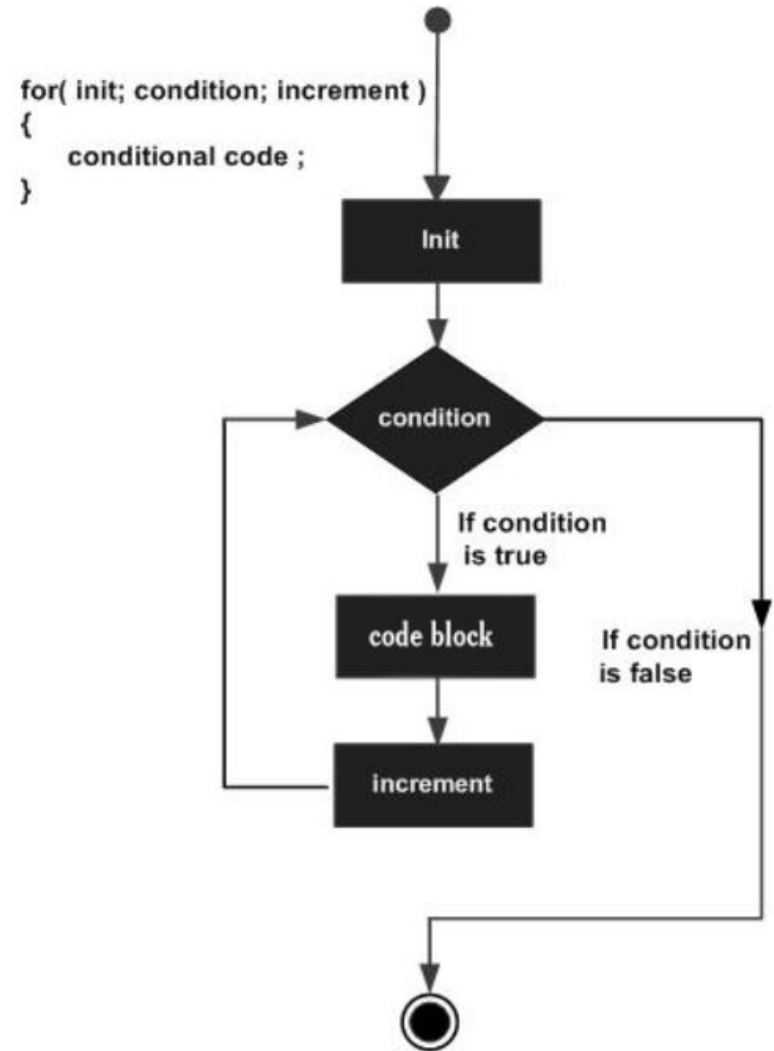 for( init; condition; increment )
{
conditional code ;
}
Init
condition
If condition
is true
code block
If condition
is false
increment